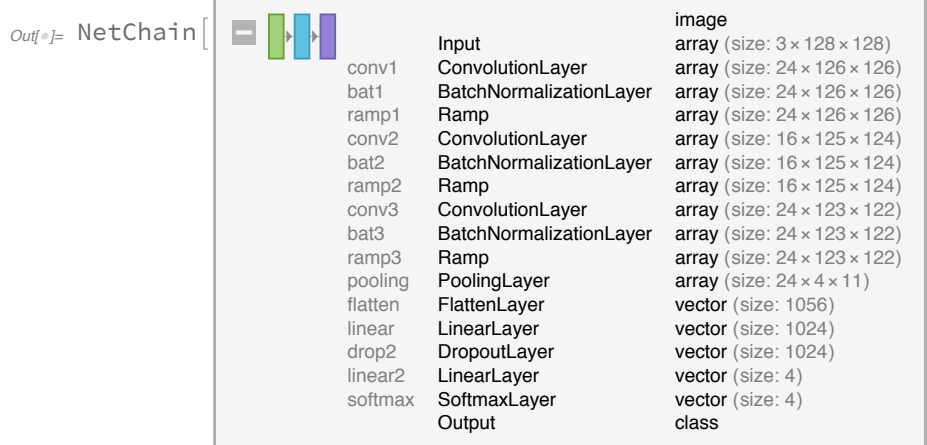 image
Out[●]= NetChain[
Input array (size: 3×128×128)
conv1 ConvolutionLayer array (size: 24×126×126)
bat1 BatchNormalizationLayer array (size: 24×126×126)
ramp1 Ramp array (size: 24×126×126)
conv2 ConvolutionLayer array (size: 16×125×124)
bat2 BatchNormalizationLayer array (size: 16×125×124)
ramp2 Ramp array (size: 16×125×124)
conv3 ConvolutionLayer array (size: 24×123×122)
bat3 BatchNormalizationLayer array (size: 24×123×122)
ramp3 Ramp array (size: 24×123×122)
pooling PoolingLayer array (size: 24×4×11)
flatten FlattenLayer vector (size: 1056)
linear LinearLayer vector (size: 1024)
drop2 DropoutLayer vector (size: 1024)
linear2 LinearLayer vector (size: 4)
softmax SoftmaxLayer vector (size: 4)
Output class